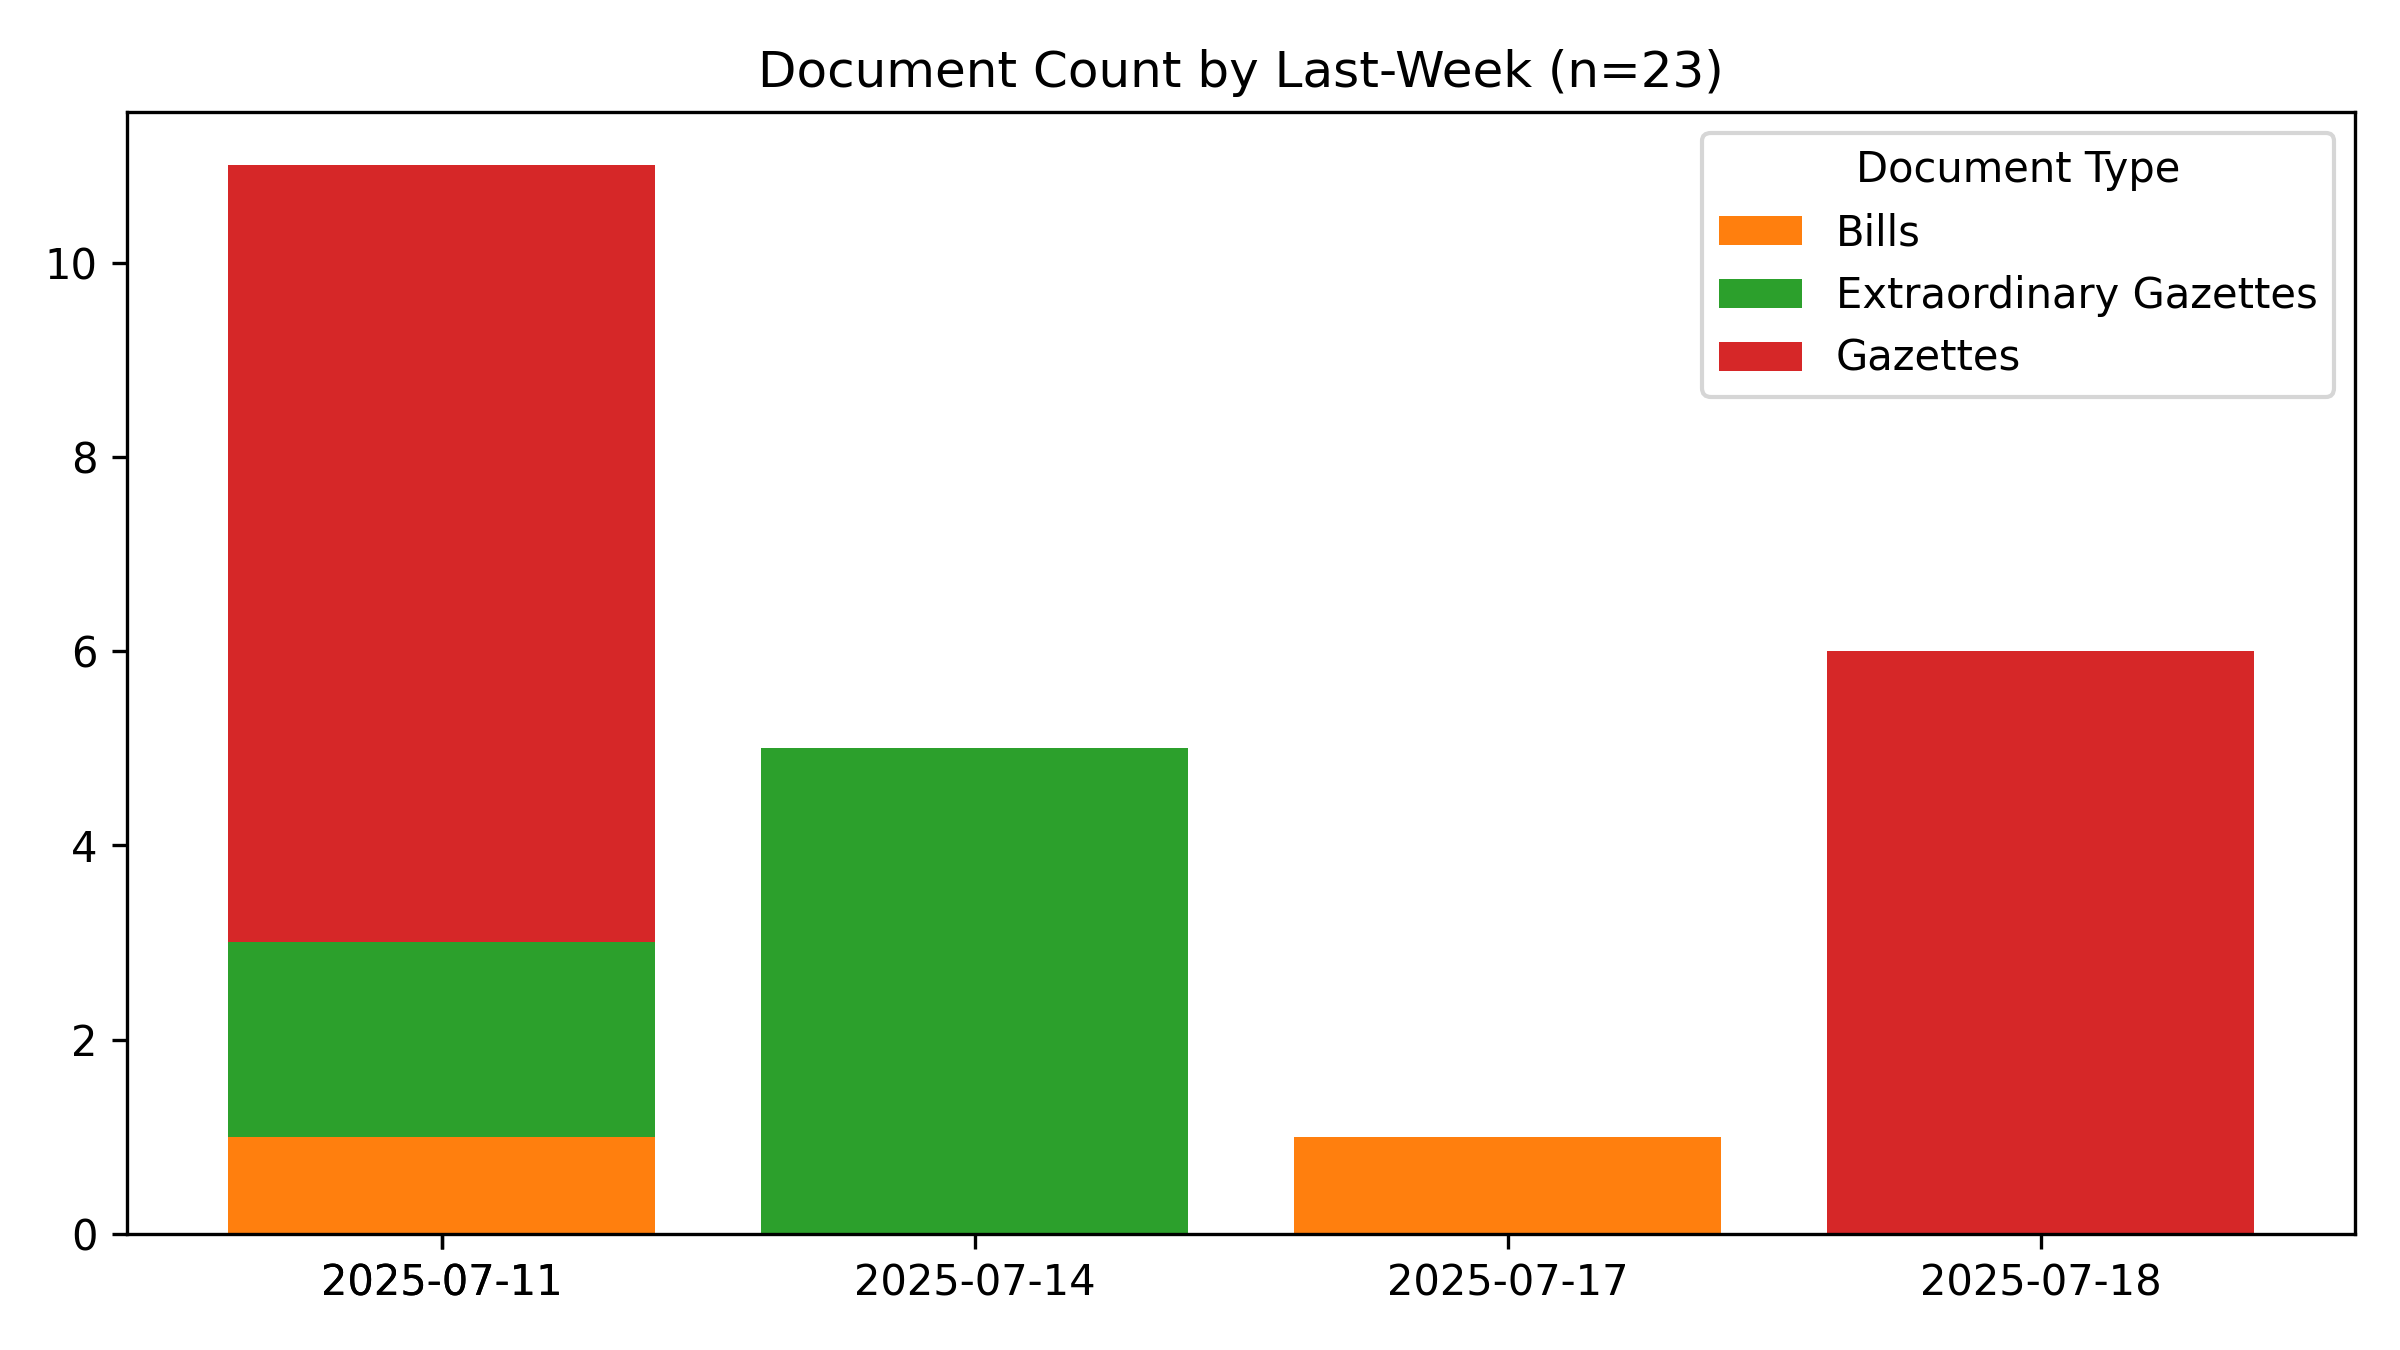 Document Count by Last-Week (n=23)
Document Type
Bills
Extraordinary Gazettes
Gazettes
10
8
6
4
2
0
2025-07-11
2025-07-14
2025-07-17
2025-07-18